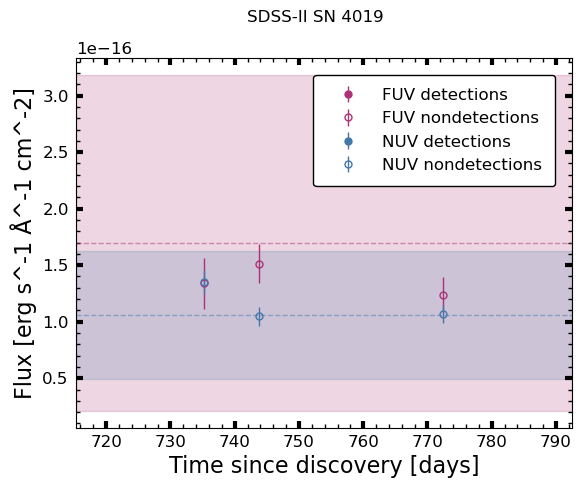 SDSS-II SN 4019
1e−16
Flux [erg s^-1 Å^-1 cm^-2]
3.0
2.5
2.0
1.5
1.0
0.5
FUV detections
FUV nondetections
NUV detections
NUV nondetections
720 730 740 750 760 770 780 790
Time since discovery [days]